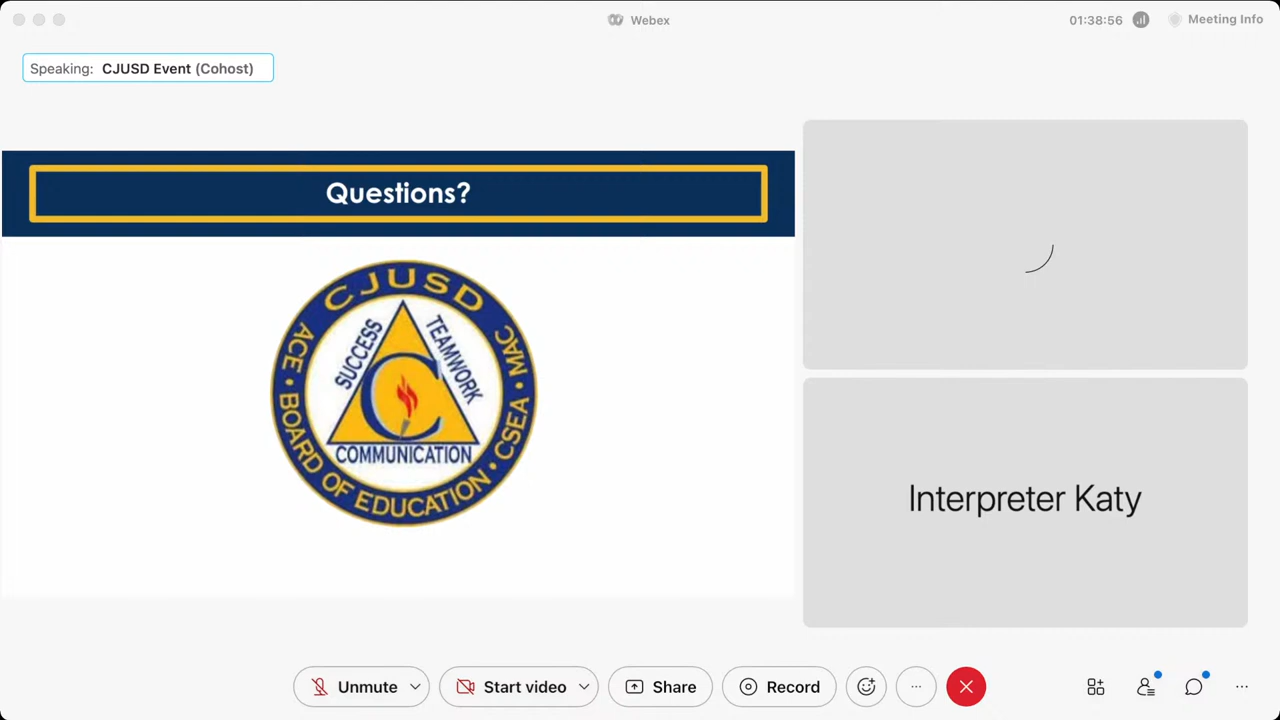 Webex
01:38:56
Meeting Info
Speaking: CJUSD Event (Cohost)
Questions?
CJUSD
ACE • BOARD OF EDUCATION • CSEA • MAC
SUCCESS
TEAMWORK
C
COMMUNICATION
Interpreter Katy
Unmute
Start video
Share
Record